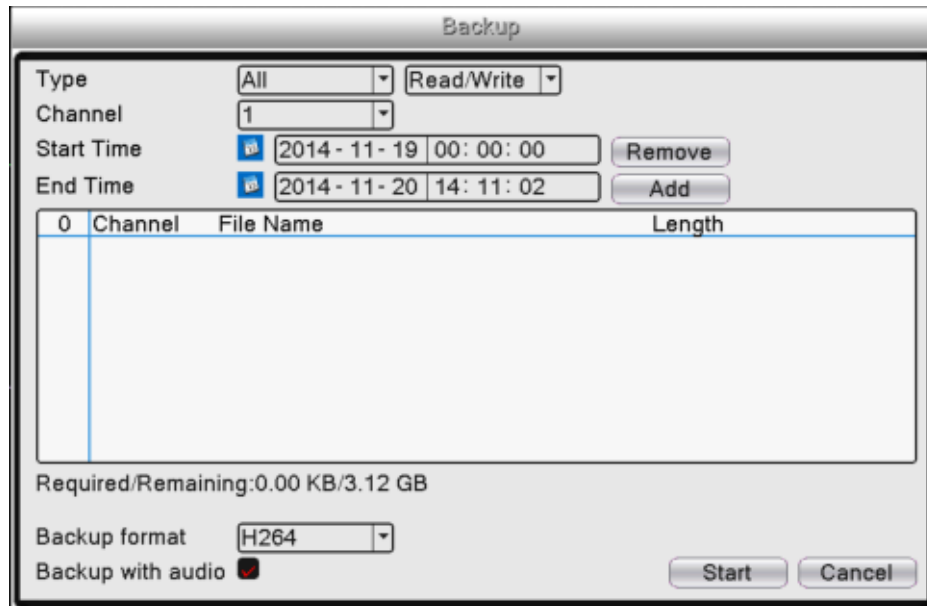 Backup
Type All Read/Write
Channel 1
Start Time 2014 - 11 - 19 00: 00: 00 Remove
End Time 2014 - 11 - 20 14: 11: 02 Add
0 Channel File Name Length
Required/Remaining:0.00 KB/3.12 GB
Backup format H264
Backup with audio Start Cancel